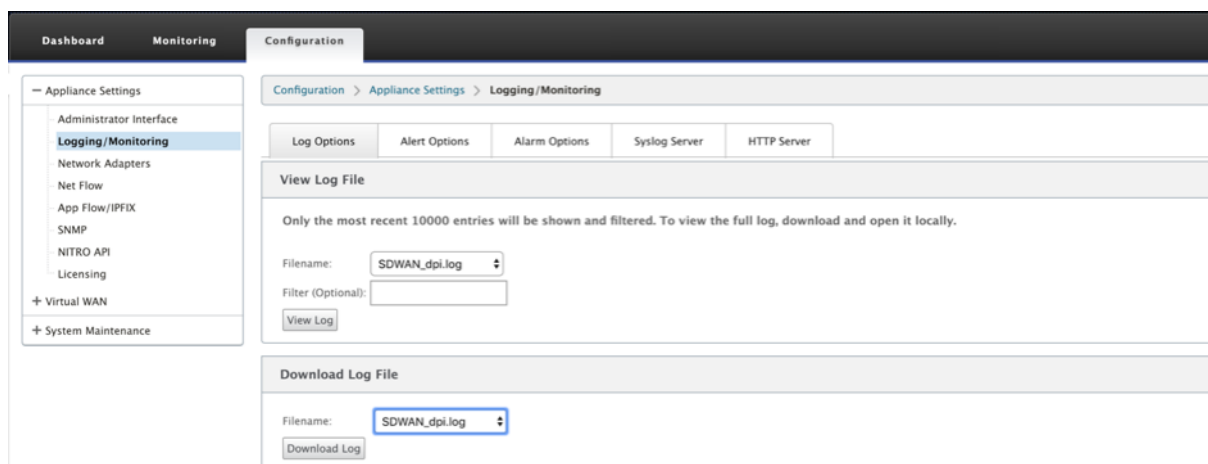 Dashboard Monitoring Configuration
Appliance Settings
Administrator Interface
Logging/Monitoring
Network Adapters
Net Flow
App Flow/IPFIX
SNMP
NITRO API
Licensing
+ Virtual WAN
+ System Maintenance
Configuration > Appliance Settings > Logging/Monitoring
Log Options Alert Options Alarm Options Syslog Server HTTP Server
View Log File
Only the most recent 10000 entries will be shown and filtered. To view the full log, download and open it locally.
Filename: SDWAN_dpi.log
Filter (Optional):
View Log
Download Log File
Filename: SDWAN_dpi.log
Download Log